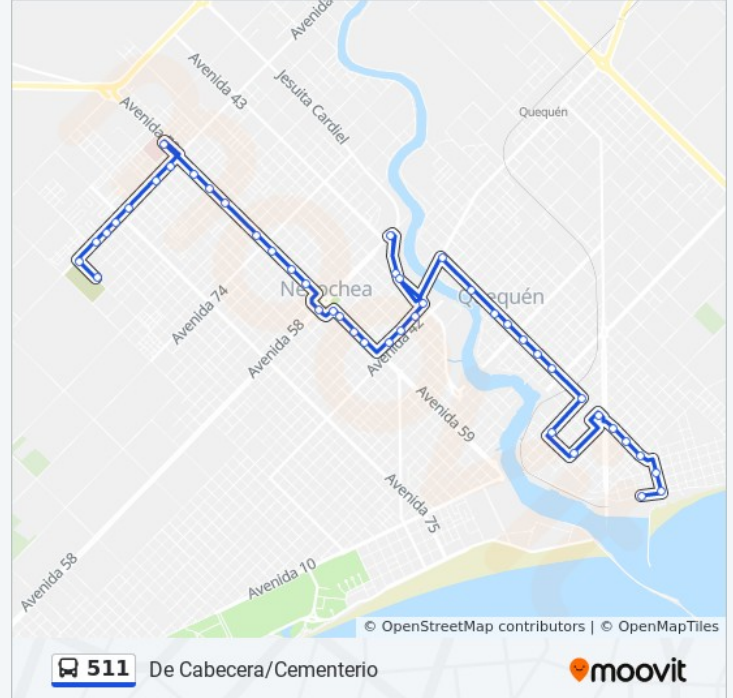 Avenida
Avenida 43
Jesuita Cardiel
Quequén
Avenida
Necochea
Quequén
Avenida 74
Avenida 58
Avenida 42
Avenida 59
Avenida 75
Avenida 10
Avenida 58
© OpenStreetMap contributors | © OpenMapTiles
511 De Cabecera/Cementerio
moovit